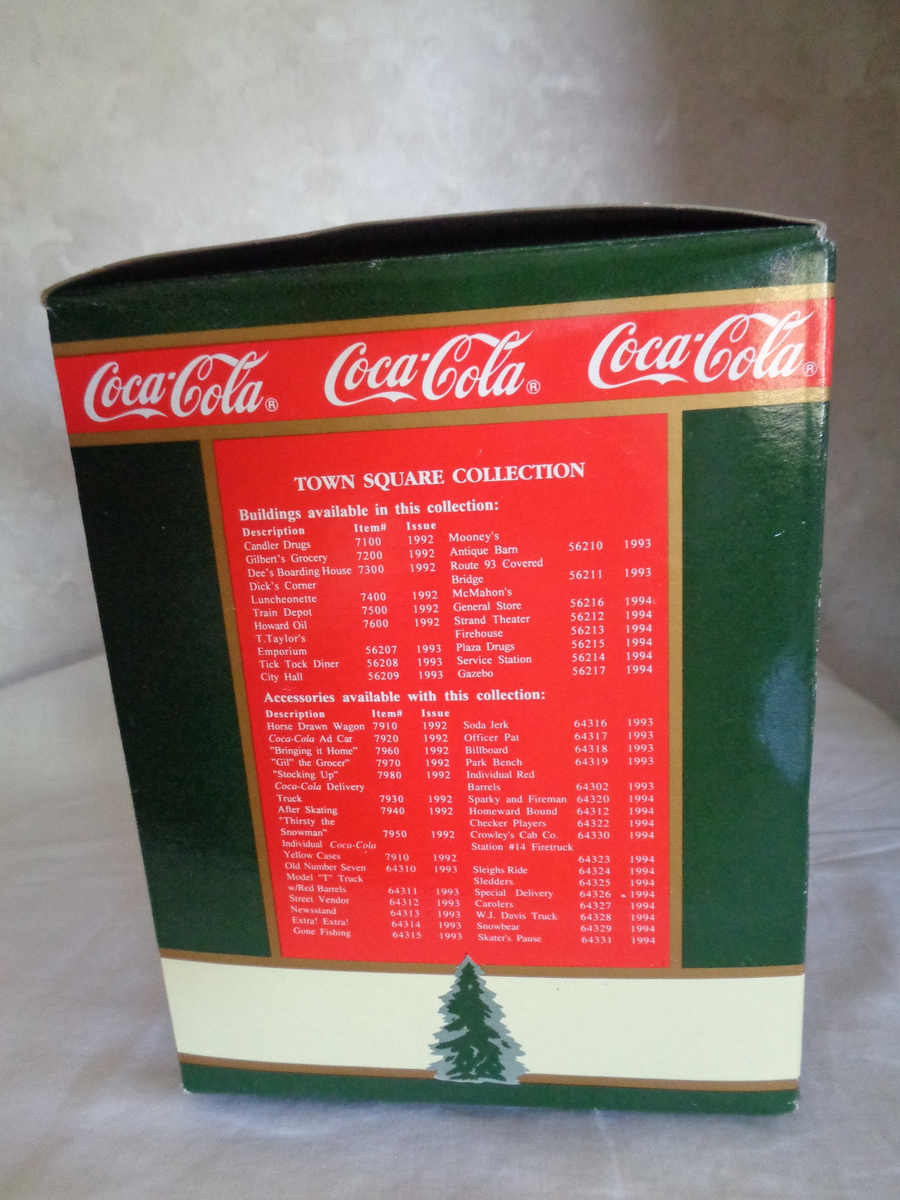 Coca-Cola® Coca-Cola® Coca-Cola®
TOWN SQUARE COLLECTION
Buildings available in this collection:
Description Item# Issue
Candler Drugs 7100 1992
Gilbert's Grocery 7200 1992
Dee's Boarding House 7300 1992
Dick's Corner
Luncheonette 7400 1992
Train Depot 7500 1992
Howard Oil 7600 1992
T.Taylor's
Emporium 56207 1993
Tick Tock Diner 56208 1993
City Hall 56209 1993
Mooney's
Antique Barn 56210 1993
Route 93 Covered
Bridge 56211 1993
McMahon's
General Store 56216 1994
Strand Theater 56212 1994
Firehouse 56213 1994
Plaza Drugs 56215 1994
Service Station 56214 1994
Gazebo 56217 1994
Accessories available with this collection:
Description Item# Issue
Horse Drawn Wagon 7910 1992
Coca-Cola Ad Car 7920 1992
"Bringing it Home" 7960 1992
"Gil" the Grocer" 7970 1992
"Stocking Up" 7980 1992
Coca-Cola Delivery
Truck 7930 1992
After Skating 7940 1992
"Thirsty the
Snowman" 7950 1992
Individual Coca-Cola
Yellow Cases 7910 1992
Old Number Seven 64310 1993
Model "T" Truck
w/Red Barrels 64311 1993
Street Vendor 64312 1993
Newsstand 64313 1993
Extra! Extra! 64314 1993
Gone Fishing 64315 1993
Soda Jerk 64316 1993
Officer Pat 64317 1993
Billboard 64318 1993
Park Bench 64319 1993
Individual Red
Barrels 64302 1993
Sparky and Fireman 64320 1994
Homeward Bound 64312 1994
Checker Players 64322 1994
Crowley's Cab Co. 64330 1994
Station #14 Firetruck
64323 1994
Sleighs Ride 64324 1994
Sledders 64325 1994
Special Delivery 64326 1994
Carolers 64327 1994
W.J. Davis Truck 64328 1994
Snowbear 64329 1994
Skater's Pause 64331 1994